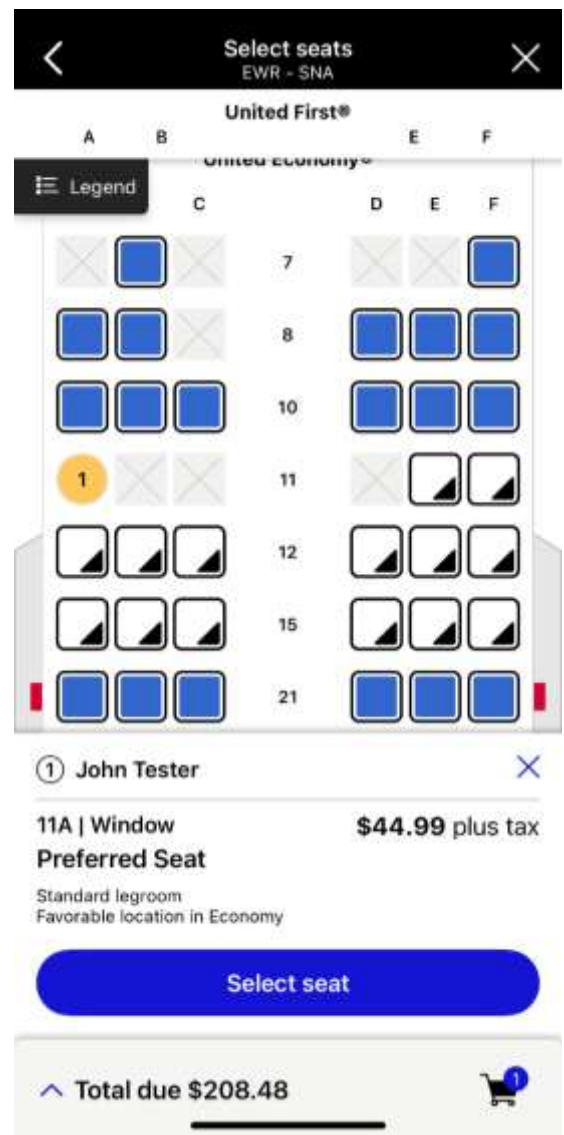 Select seats
EWR - SNA
United First®
A B E F
United Economy®
Legend
C D E F
7
8
10
1 11
12
15
21
1 John Tester
11A | Window $44.99 plus tax
Preferred Seat
Standard legroom
Favorable location in Economy
Select seat
Total due $208.48 1